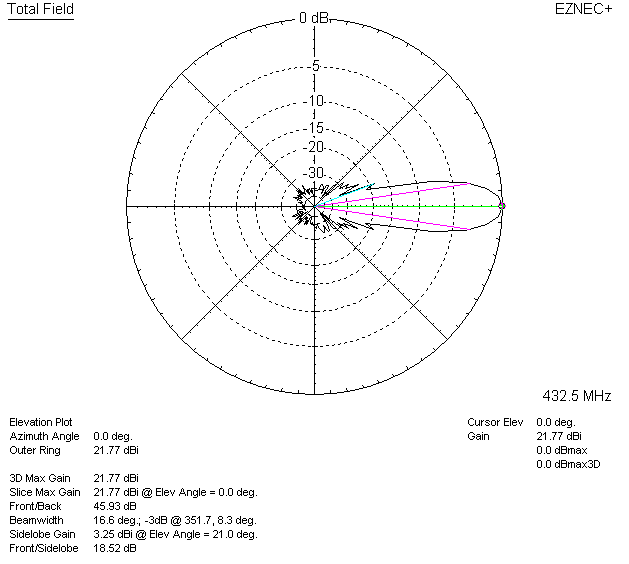 Total Field
EZNEC+
0 dB
-5
-10
-15
-20
-30
432.5 MHz
Elevation Plot
Azimuth Angle 0.0 deg.
Outer Ring 21.77 dBi
3D Max Gain 21.77 dBi
Slice Max Gain 21.77 dBi @ Elev Angle = 0.0 deg.
Front/Back 45.93 dB
Beamwidth 16.6 deg.; -3dB @ 351.7, 8.3 deg.
Sidelobe Gain 3.25 dBi @ Elev Angle = 21.0 deg.
Front/Sidelobe 18.52 dB
Cursor Elev 0.0 deg.
Gain 21.77 dBi
0.0 dBmax
0.0 dBmax3D